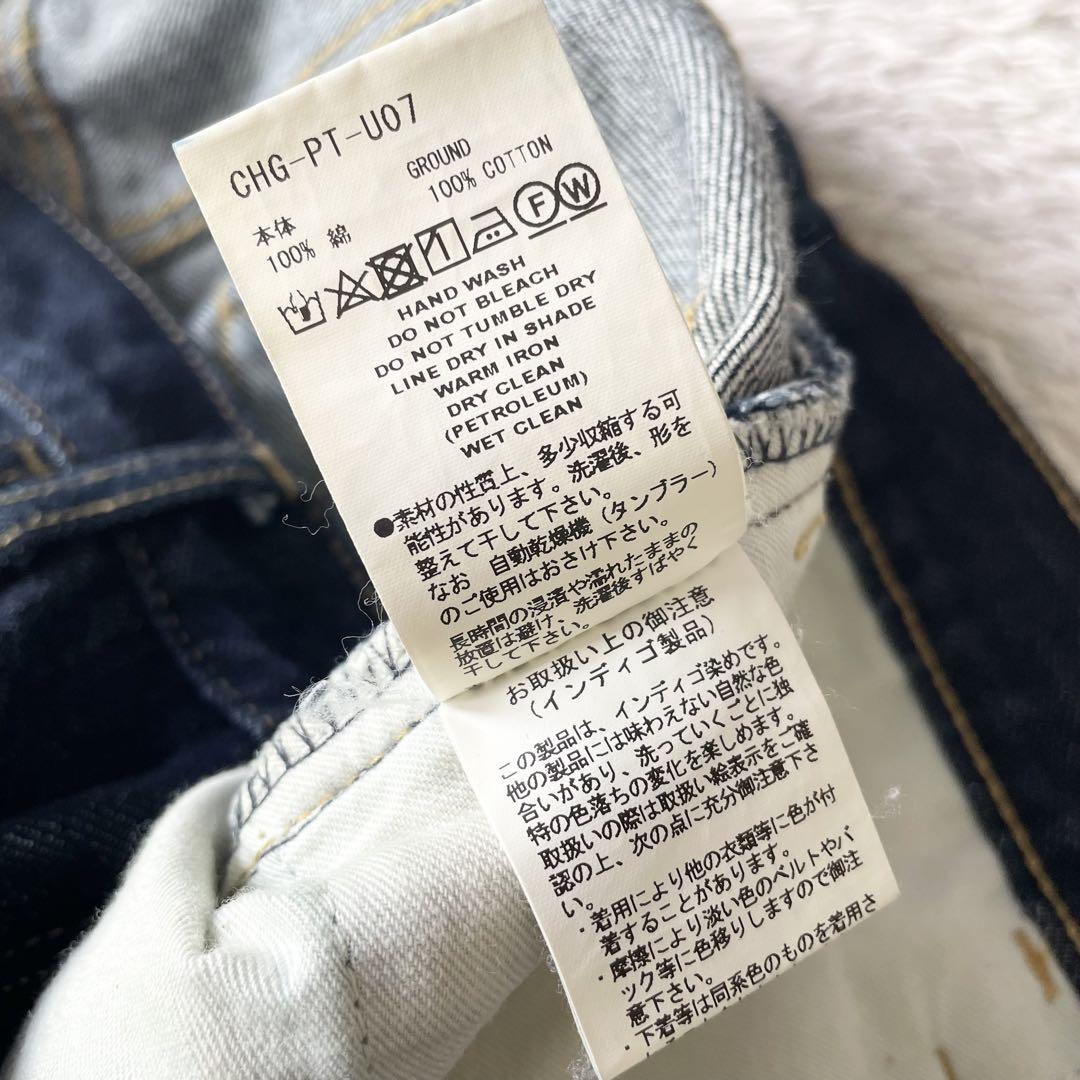 CHG-PT-U07
本体
100% 綿
GROUND
100% COTTON
F W
HAND WASH
DO NOT BLEACH
DO NOT TUMBLE DRY
LINE DRY IN SHADE
WARM IRON
DRY CLEAN
(PETROLEUM)
WET CLEAN
●素材の性質上、多少収縮する可
能性があります。洗濯後、形を
整えて干して下さい。
なお 自動乾燥機(タンブラー)
のご使用はおさけ下さい。
長時間の浸漬や濡れたままの
放置は避け、洗濯後すばやく
干して下さい。
お取扱い上の御注意
(インディゴ製品)
この製品は、インディゴ染めです。
他の製品には味わえない自然な色
合いがあり、洗っていくごとに独
特の色落ちの変化を楽しめます。
取扱いの際は取扱い絵表示をご確
認の上、次の点に充分御注意下さ
い。
・着用により他の衣類等に色が付
着することがあります。
・摩擦により淡い色のベルトやバ
ック等に色移りしますので御注
意下さい。
・下着等は同系色のものを着用さ